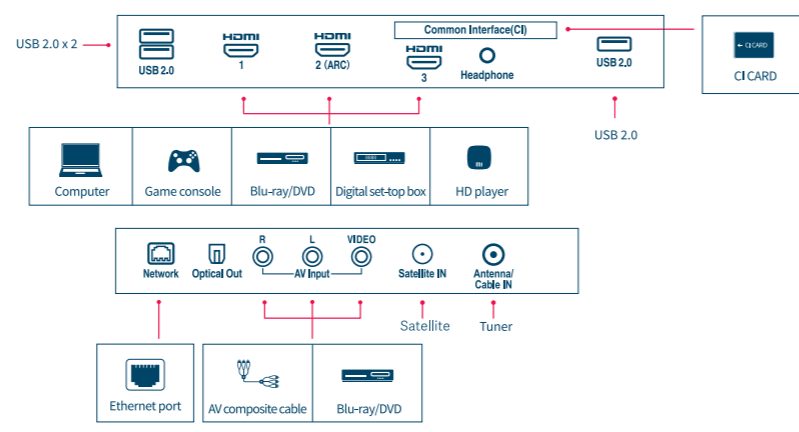 USB 2.0 x 2
USB 2.0
HDMI
1
HDMI
2 (ARC)
Common Interface(CI)
HDMI
3
Headphone
USB 2.0
CI CARD
CI CARD
USB 2.0
Computer
Game console
Blu-ray/DVD
Digital set-top box
mi
HD player
Network
Optical Out
R
L
VIDEO
AV Input
Satellite IN
Antenna/
Cable IN
Satellite
Tuner
Ethernet port
AV composite cable
Blu-ray/DVD